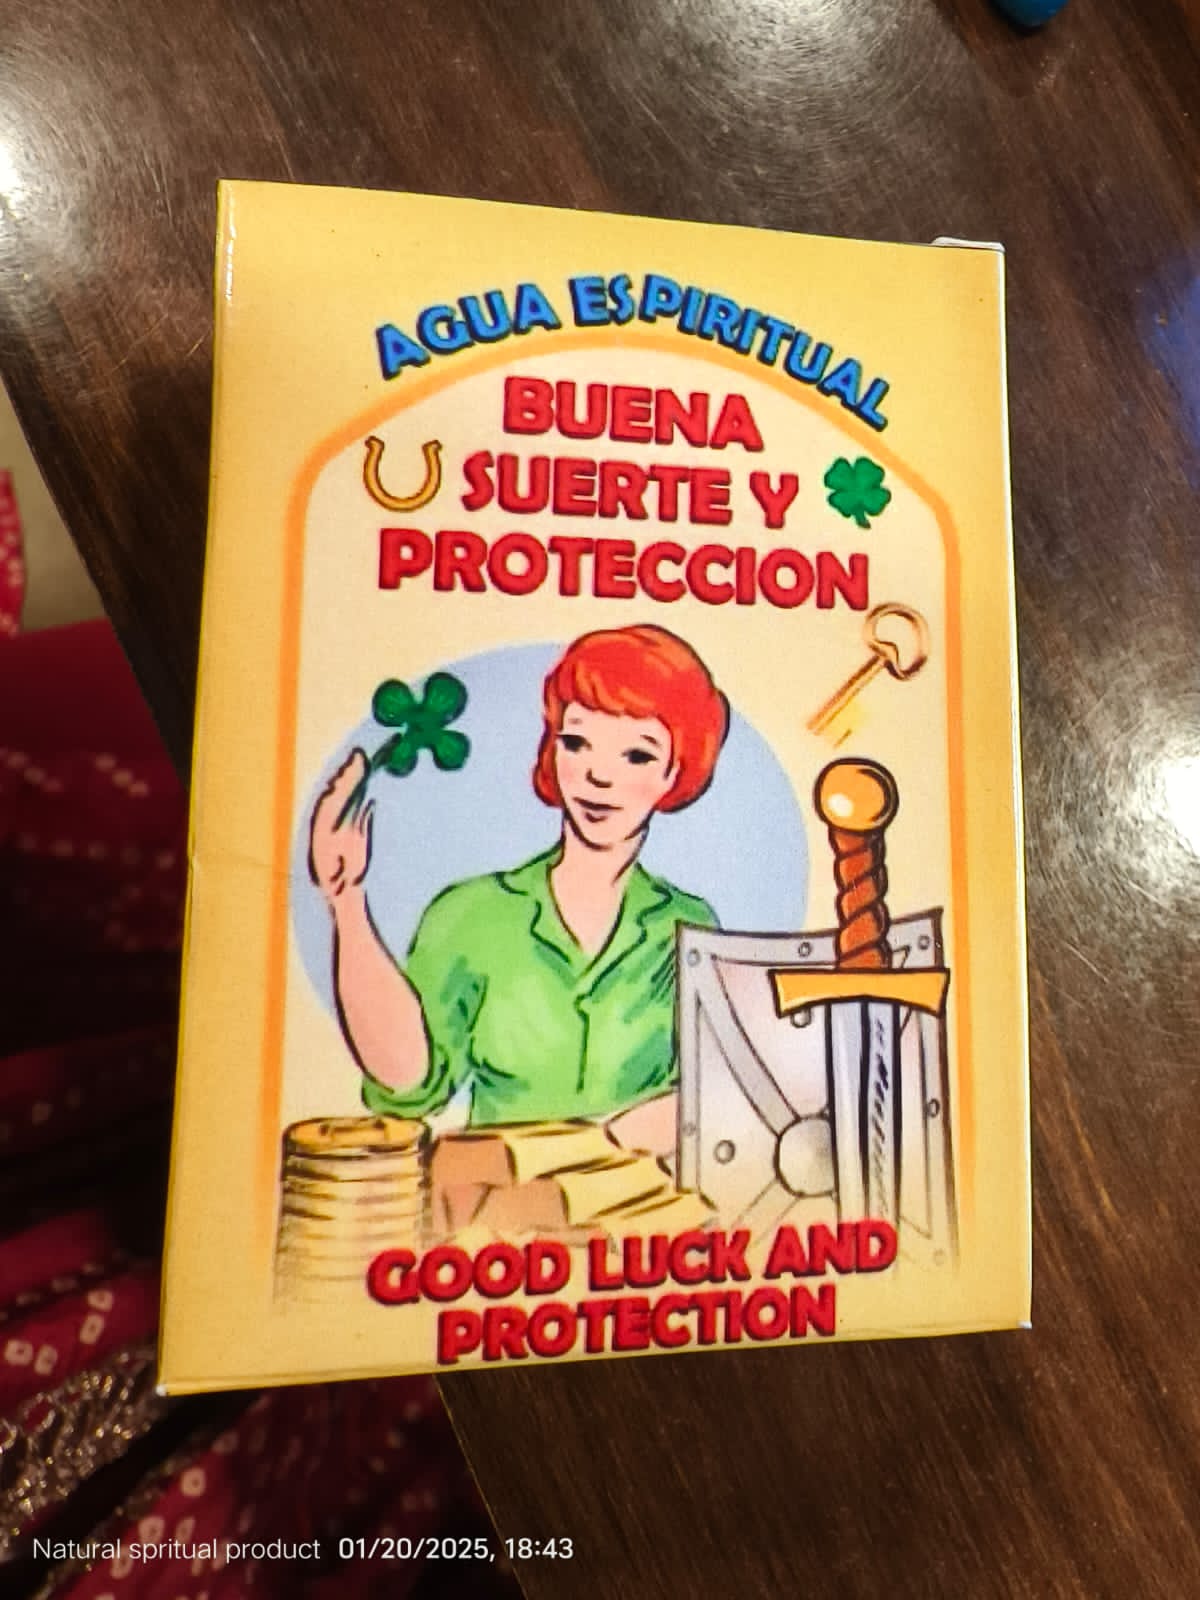 AGUA ESPIRITUAL
BUENA
SUERTE Y
PROTECCION
GOOD LUCK AND
PROTECTION
Natural spritual product 01/20/2025, 18:43